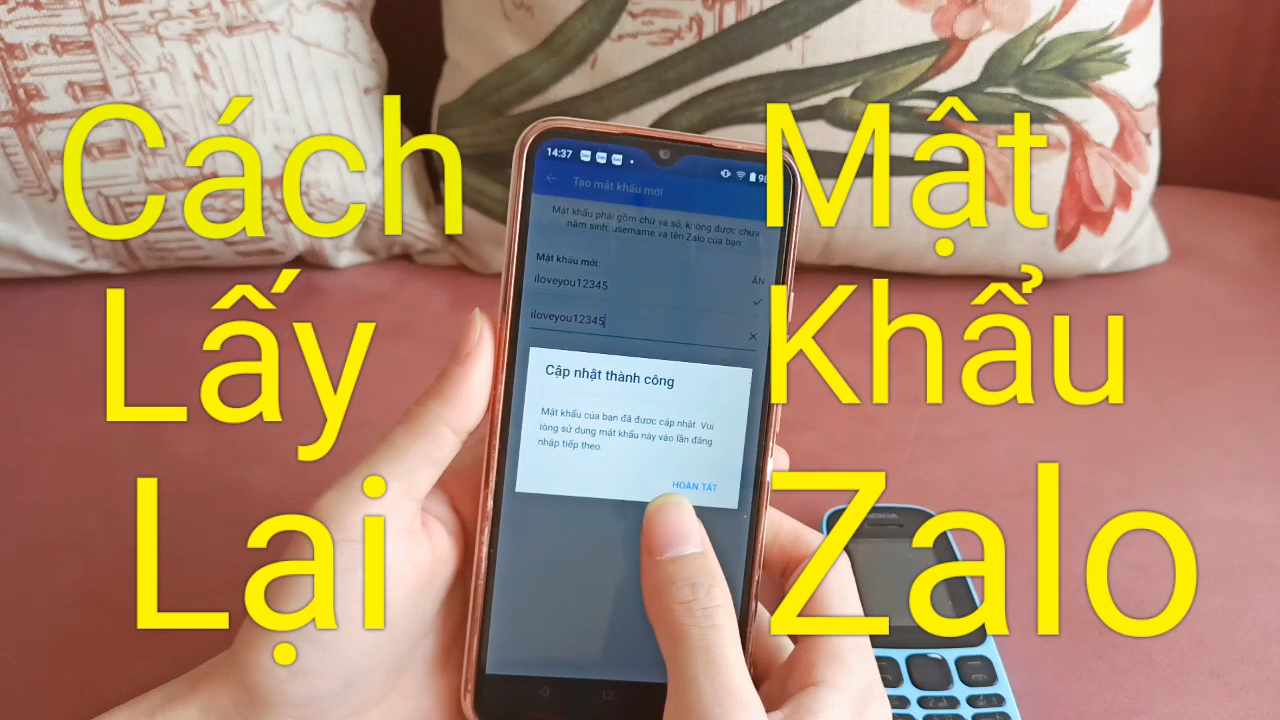 Cách
Lấy
Lại
Mật
Khẩu
Zalo
14:37
98
Tạo mật khẩu mới
Mật khẩu phải gồm chữ và số, không được chứa
năm sinh, username và tên Zalo của bạn
Mật khẩu mới:
ẨN
iloveyou12345
iloveyou12345
Cập nhật thành công
Mật khẩu của bạn đã được cập nhật. Vui
lòng sử dụng mật khẩu này vào lần đăng
nhập tiếp theo.
HOÀN TẤT
NOKIA